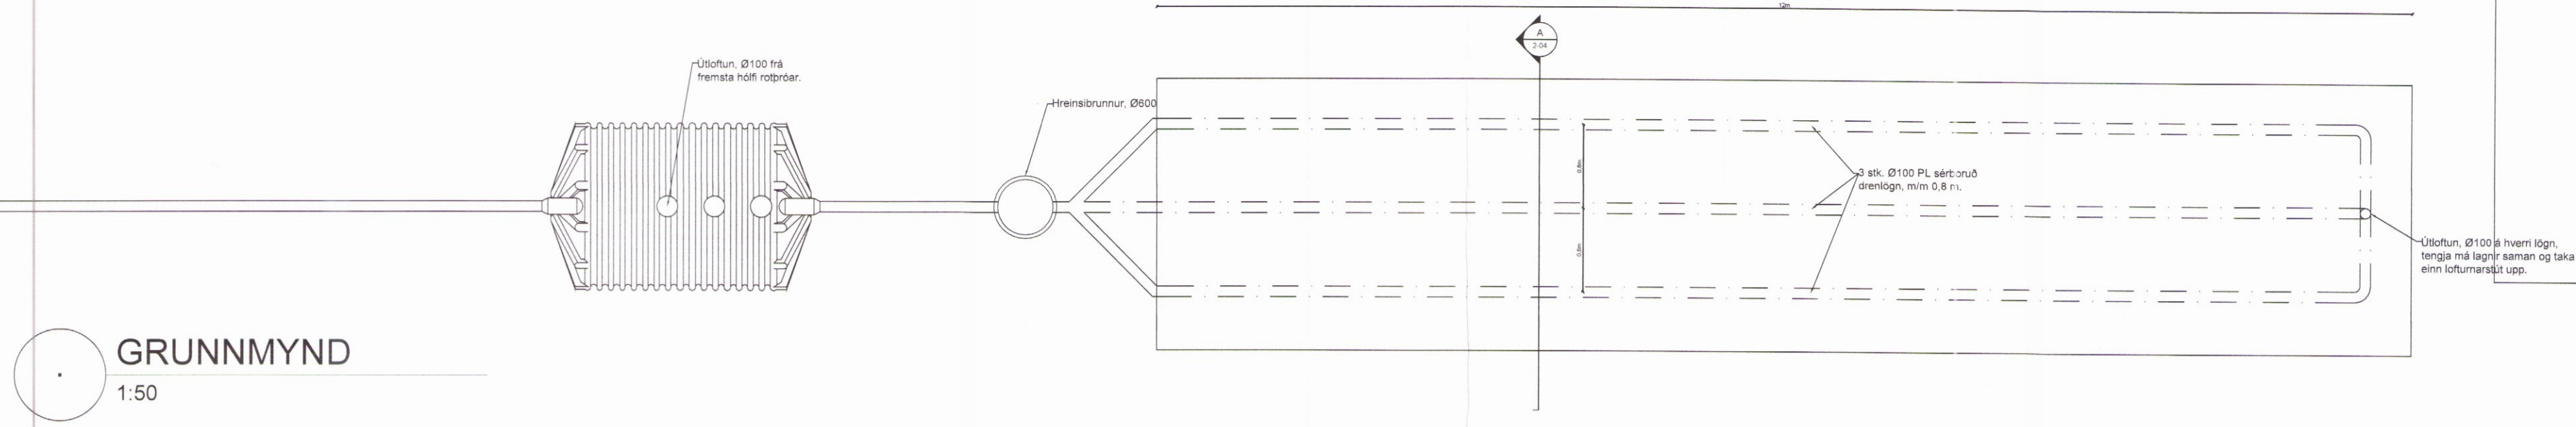 12m
A
2-04
Útloftun, Ø100 frá
fremsta hólfi rotþróar.
Hreinsibrunnur, Ø600
0,8m
3 stk. Ø100 PL sérboruð
drenlögn, m/m 0,8 m.
0,8m
Útloftun, Ø100 á hverri lögn,
tengja má lagnir saman og taka
einn lofturnarstút upp.
GRUNNMYND
1:50